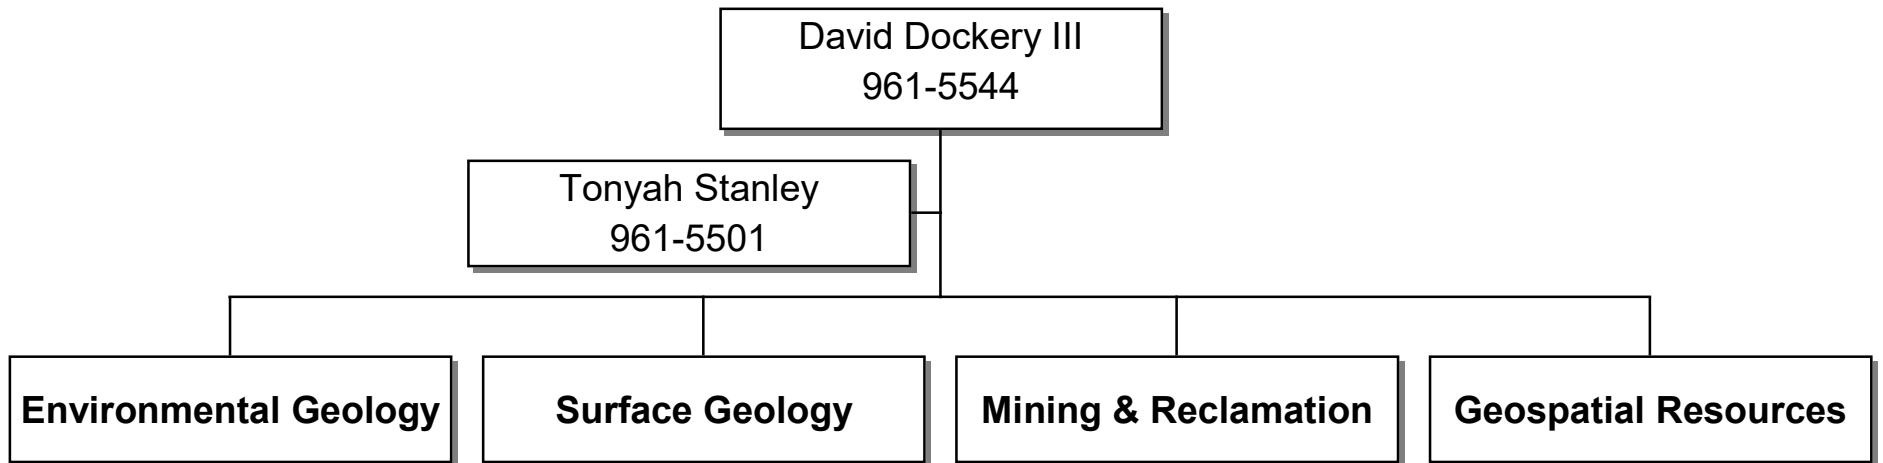 David Dockery III
961-5544
Tonyah Stanley
961-5501
Environmental Geology
Surface Geology
Mining & Reclamation
Geospatial Resources